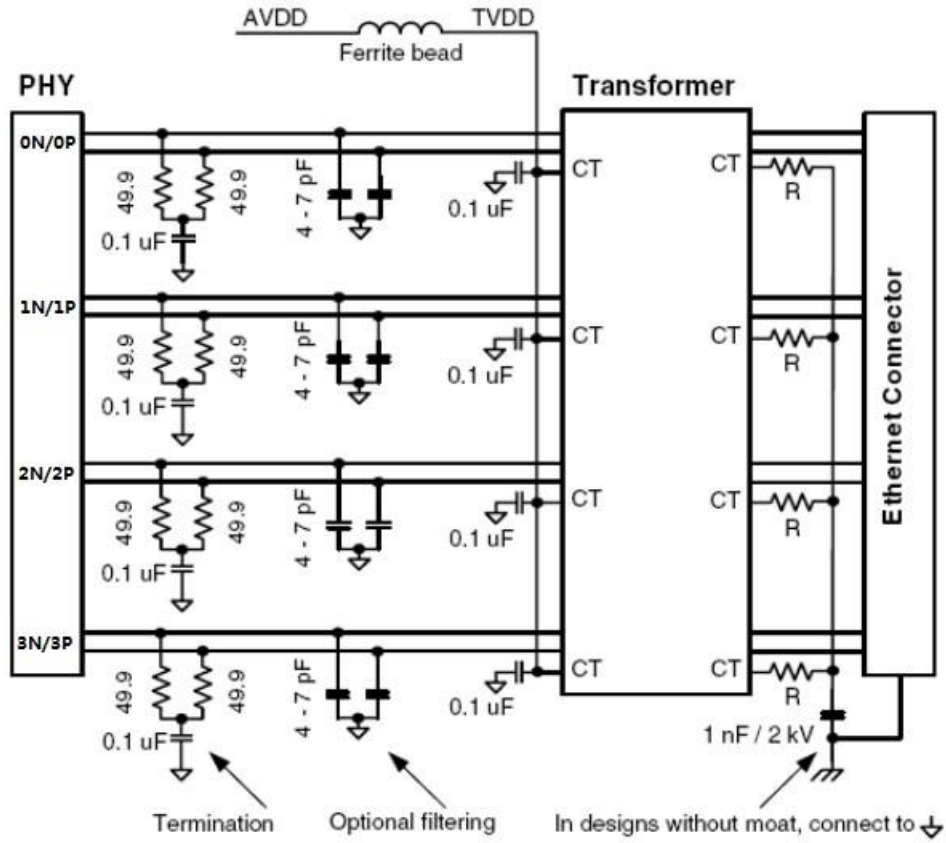 AVDD
TVDD
Ferrite bead
PHY
Transformer
0N/0P
49.9
49.9
0.1 uF
4 - 7 pF
0.1 uF
CT
CT
R
1N/1P
49.9
49.9
0.1 uF
4 - 7 pF
0.1 uF
CT
CT
R
2N/2P
49.9
49.9
0.1 uF
4 - 7 pF
0.1 uF
CT
CT
R
3N/3P
49.9
49.9
0.1 uF
4 - 7 pF
0.1 uF
CT
CT
R
1 nF / 2 kV
Ethernet Connector
Termination
Optional filtering
In designs without moat, connect to